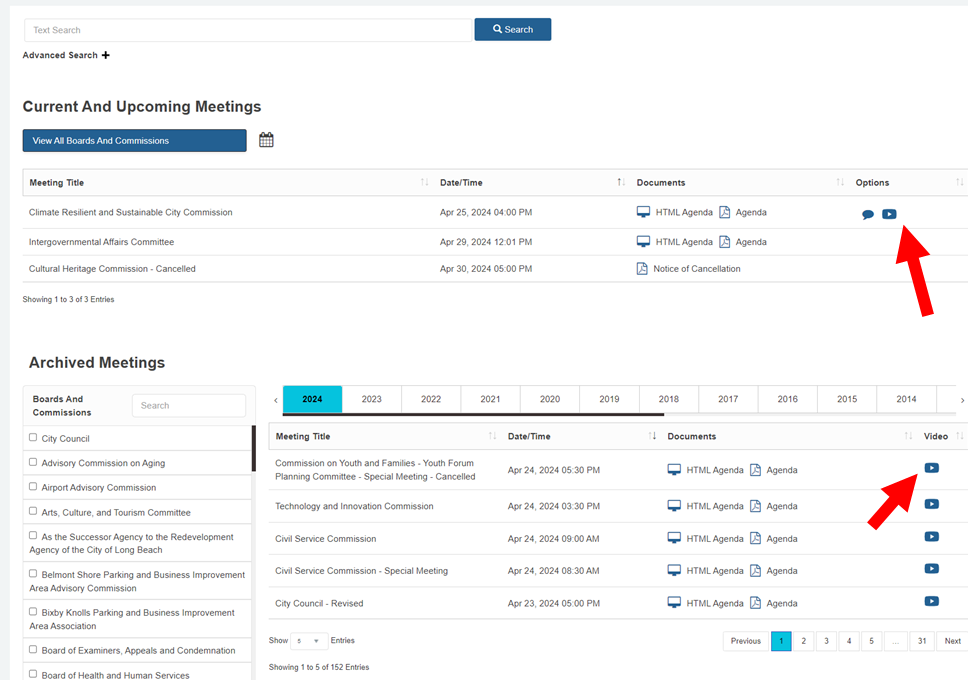 Text Search
Search
Advanced Search
Current And Upcoming Meetings
View All Boards And Commissions
Meeting Title Date/Time Documents Options
Climate Resilient and Sustainable City Commission Apr 25, 2024 04:00 PM HTML Agenda Agenda
Intergovernmental Affairs Committee Apr 29, 2024 12:01 PM HTML Agenda Agenda
Cultural Heritage Commission - Cancelled Apr 30, 2024 05:00 PM Notice of Cancellation
Showing 1 to 3 of 3 Entries
Archived Meetings
Boards And
Commissions
Search
City Council
Advisory Commission on Aging
Airport Advisory Commission
Arts, Culture, and Tourism Committee
As the Successor Agency to the Redevelopment
Agency of the City of Long Beach
Belmont Shore Parking and Business Improvement
Area Advisory Commission
Bixby Knolls Parking and Business Improvement
Area Association
Board of Examiners, Appeals and Condemnation
Board of Health and Human Services
‹ 2024 2023 2022 2021 2020 2019 2018 2017 2016 2015 2014 ›
Meeting Title Date/Time Documents Video
Commission on Youth and Families - Youth Forum
Planning Committee - Special Meeting - Cancelled Apr 24, 2024 05:30 PM HTML Agenda Agenda
Technology and Innovation Commission Apr 24, 2024 03:30 PM HTML Agenda Agenda
Civil Service Commission Apr 24, 2024 09:00 AM HTML Agenda Agenda
Civil Service Commission - Special Meeting Apr 24, 2024 08:30 AM HTML Agenda Agenda
City Council - Revised Apr 23, 2024 05:00 PM HTML Agenda Agenda
Show 5 Entries
Previous 1 2 3 4 5 ... 31 Next
Showing 1 to 5 of 152 Entries